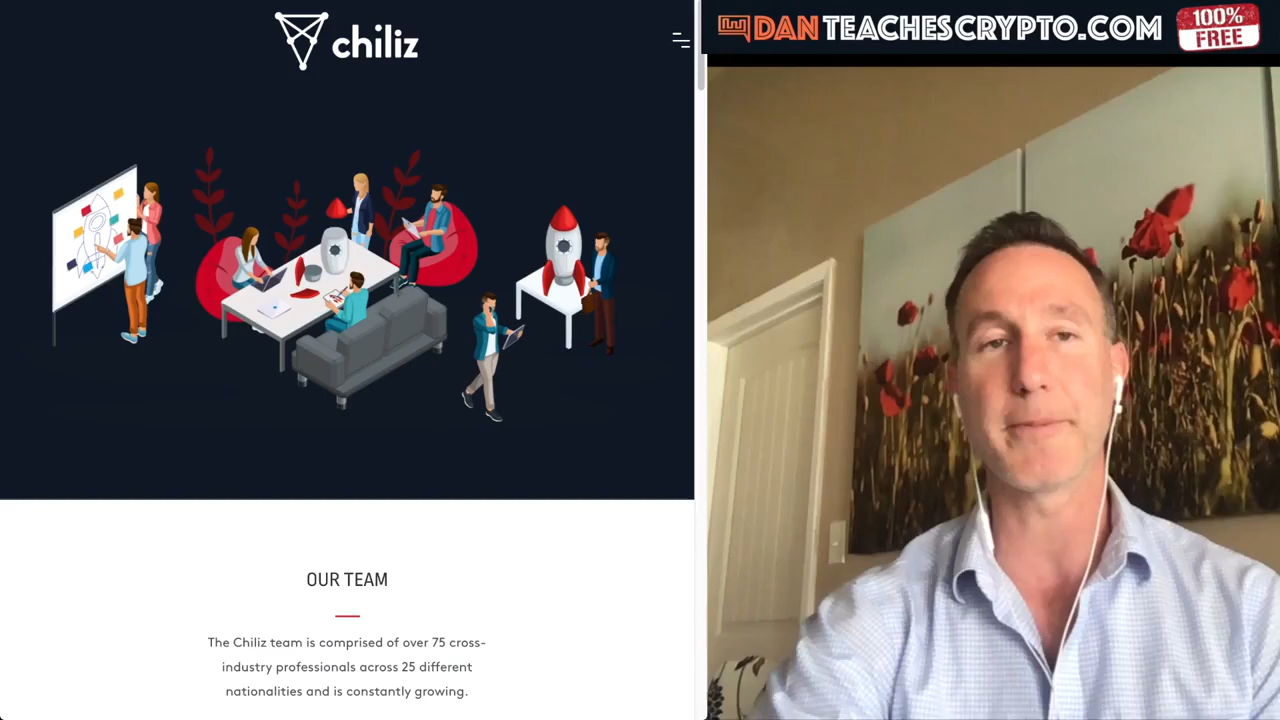 chiliz
DANTEACHESCRYPTO.COM
100%
FREE
OUR TEAM
The Chiliz team is comprised of over 75 cross-
industry professionals across 25 different
nationalities and is constantly growing.